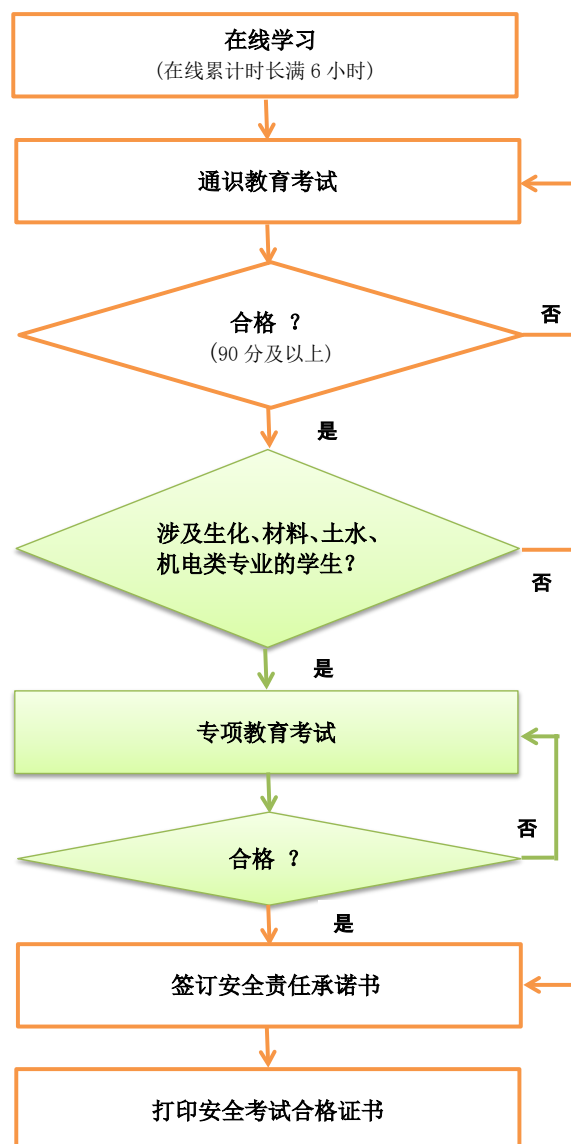 在线学习
(在线累计时长满 6 小时)
通识教育考试
合格 ？
(90 分及以上)
否
是
涉及生化、材料、土水、
机电类专业的学生？
否
是
专项教育考试
合格 ？
否
是
签订安全责任承诺书
打印安全考试合格证书